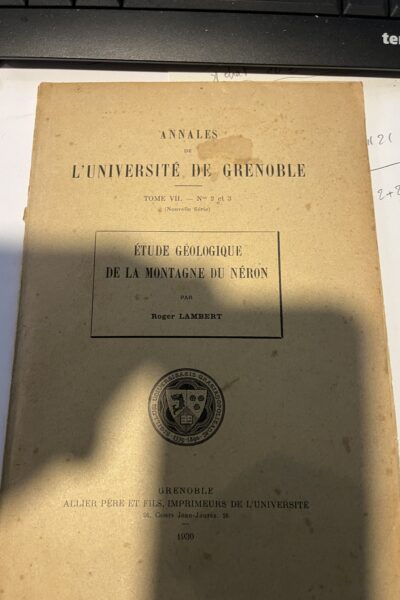 ANNALES
DE
L'UNIVERSITÉ DE GRENOBLE
TOME VII. — Nos 2 et 3
(Nouvelle Série)
ÉTUDE GÉOLOGIQUE
DE LA MONTAGNE DU NÉRON
PAR
Roger LAMBERT
GRENOBLE
ALLIER PÈRE ET FILS, IMPRIMEURS DE L'UNIVERSITÉ
26, Cours Jean-Jaurès, 26
1930